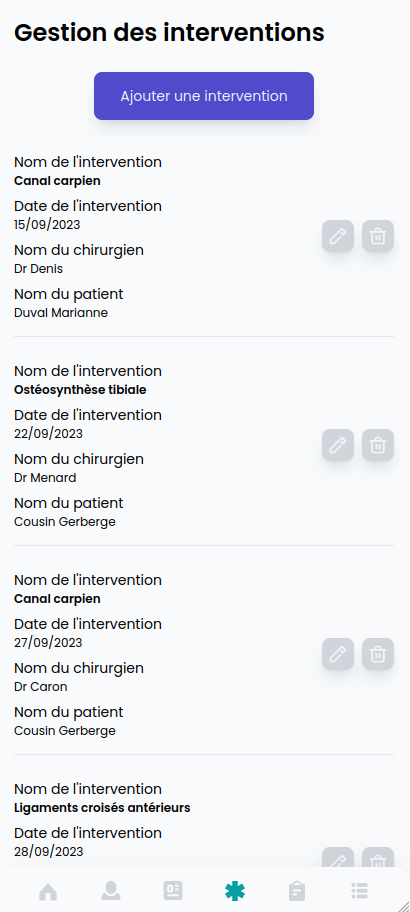 Gestion des interventions
Ajouter une intervention
Nom de l'intervention
Canal carpien
Date de l'intervention
15/09/2023
Nom du chirurgien
Dr Denis
Nom du patient
Duval Marianne
Nom de l'intervention
Ostéosynthèse tibiale
Date de l'intervention
22/09/2023
Nom du chirurgien
Dr Menard
Nom du patient
Cousin Gerberge
Nom de l'intervention
Canal carpien
Date de l'intervention
27/09/2023
Nom du chirurgien
Dr Caron
Nom du patient
Cousin Gerberge
Nom de l'intervention
Ligaments croisés antérieurs
Date de l'intervention
28/09/2023